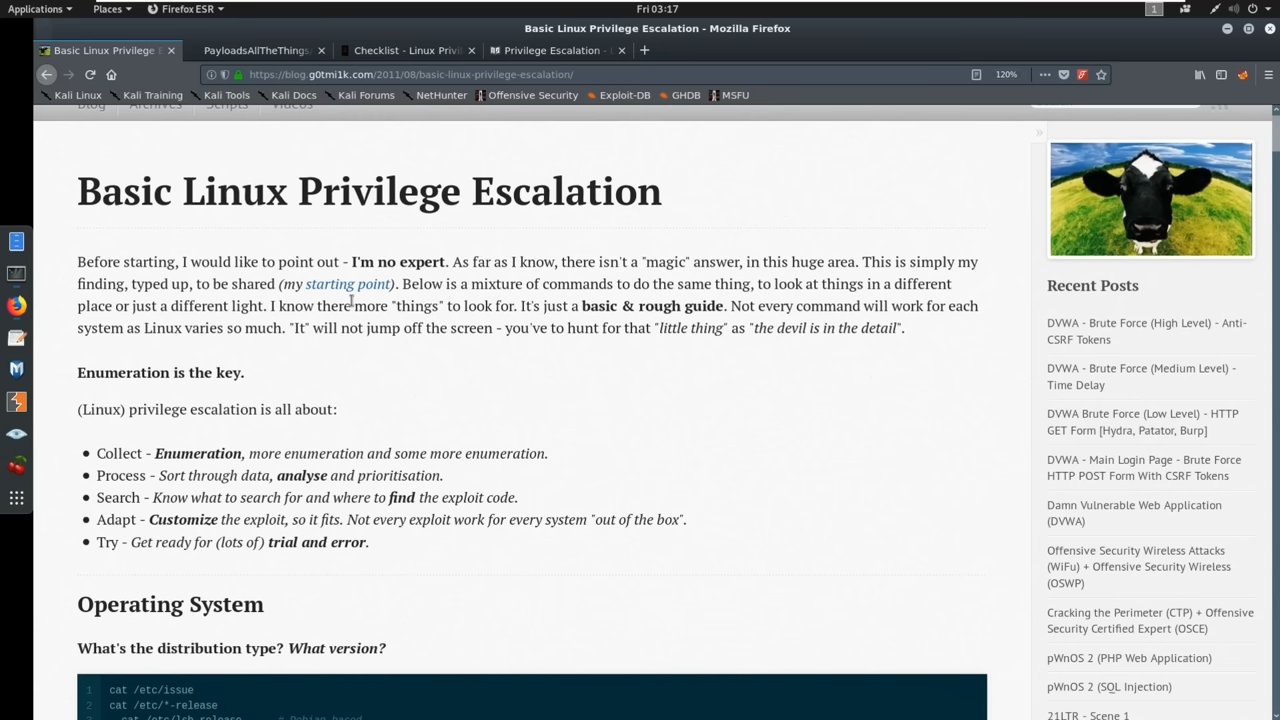 Applications
Places
Firefox ESR
Fri 03:17
1
Basic Linux Privilege Escalation - Mozilla Firefox
Basic Linux Privilege E
PayloadsAllTheThings
Checklist - Linux Privil
Privilege Escalation -
https://blog.g0tmi1k.com/2011/08/basic-linux-privilege-escalation/
120%
Kali Linux
Kali Training
Kali Tools
Kali Docs
Kali Forums
NetHunter
Offensive Security
Exploit-DB
GHDB
MSFU
Blog
Archives
Scripts
Videos
Basic Linux Privilege Escalation
Before starting, I would like to point out - I'm no expert. As far as I know, there isn't a "magic" answer, in this huge area. This is simply my
finding, typed up, to be shared (my starting point). Below is a mixture of commands to do the same thing, to look at things in a different
place or just a different light. I know there more "things" to look for. It's just a basic & rough guide. Not every command will work for each
system as Linux varies so much. "It" will not jump off the screen - you've to hunt for that "little thing" as "the devil is in the detail".
Enumeration is the key.
(Linux) privilege escalation is all about:
• Collect - Enumeration, more enumeration and some more enumeration.
• Process - Sort through data, analyse and prioritisation.
• Search - Know what to search for and where to find the exploit code.
• Adapt - Customize the exploit, so it fits. Not every exploit work for every system "out of the box".
• Try - Get ready for (lots of) trial and error.
Operating System
What's the distribution type? What version?
1 cat /etc/issue
2 cat /etc/*-release
3 cat /etc/lsb-release # Debian based
»
Recent Posts
DVWA - Brute Force (High Level) - Anti-
CSRF Tokens
DVWA - Brute Force (Medium Level) -
Time Delay
DVWA Brute Force (Low Level) - HTTP
GET Form [Hydra, Patator, Burp]
DVWA - Main Login Page - Brute Force
HTTP POST Form With CSRF Tokens
Damn Vulnerable Web Application
(DVWA)
Offensive Security Wireless Attacks
(WiFu) + Offensive Security Wireless
(OSWP)
Cracking the Perimeter (CTP) + Offensive
Security Certified Expert (OSCE)
pWnOS 2 (PHP Web Application)
pWnOS 2 (SQL Injection)
21LTR - Scene 1